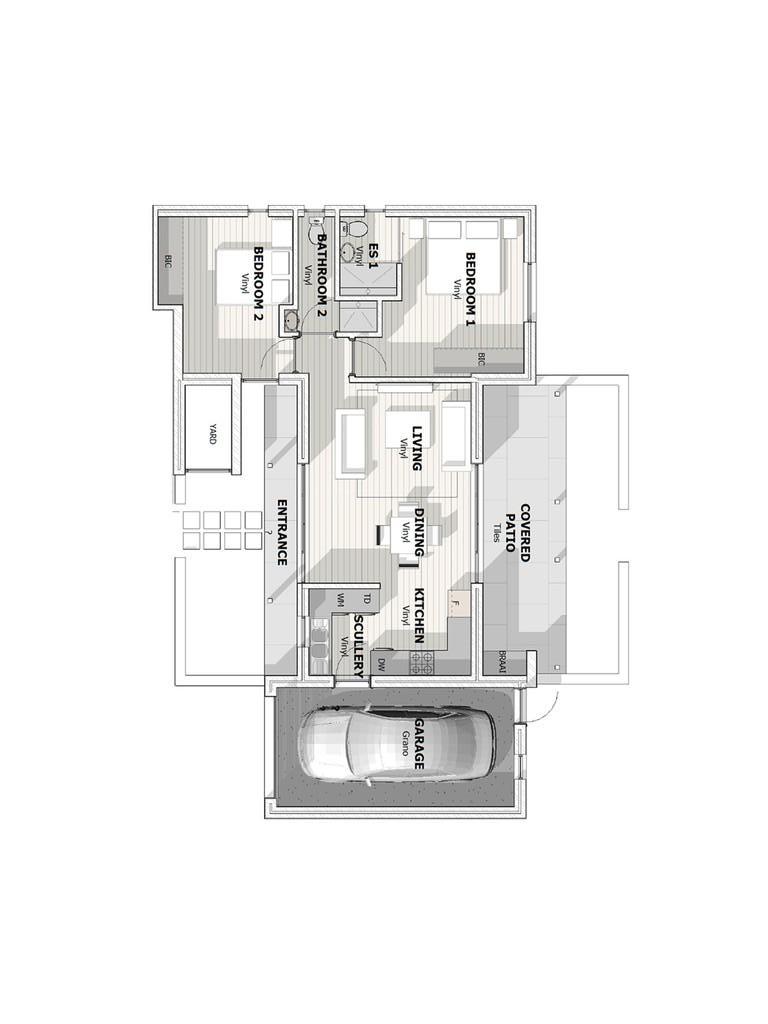 BEDROOM 1
Vinyl
BIC
ES 1
Vinyl
BATHROOM 2
Vinyl
BEDROOM 2
Vinyl
BIC
COVERED
PATIO
Tiles
BRAAI
LIVING
Vinyl
DINING
Vinyl
KITCHEN
Vinyl
F
DW
TD
WM
SCULLERY
Vinyl
ENTRANCE
?
YARD
GARAGE
Grano